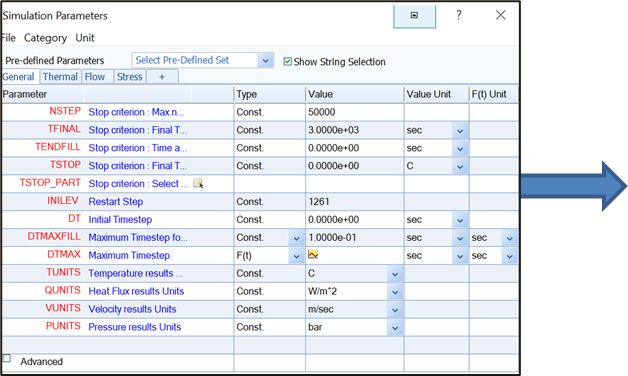 Simulation Parameters ?
File Category Unit
Pre-defined Parameters Select Pre-Defined Set Show String Selection
General Thermal Flow Stress +
Parameter Type Value Value Unit F(t) Unit
NSTEP Stop criterion : Max.n... Const. 50000
TFINAL Stop criterion : Final T... Const. 3.0000e+03 sec
TENDFILL Stop criterion : Time a... Const. 0.0000e+00 sec
TSTOP Stop criterion : Final T... Const. 0.0000e+00 C
TSTOP_PART Stop criterion : Select ...
INILEV Restart Step Const. 1261
DT Initial Timestep Const. 0.0000e+00 sec
DTMAXFILL Maximum Timestep fo... Const. 1.0000e-01 sec sec
DTMAX Maximum Timestep F(t) sec sec
TUNITS Temperature results ... Const. C
QUNITS Heat Flux results Units Const. W/m^2
VUNITS Velocity results Units Const. m/sec
PUNITS Pressure results Units Const. bar
Advanced